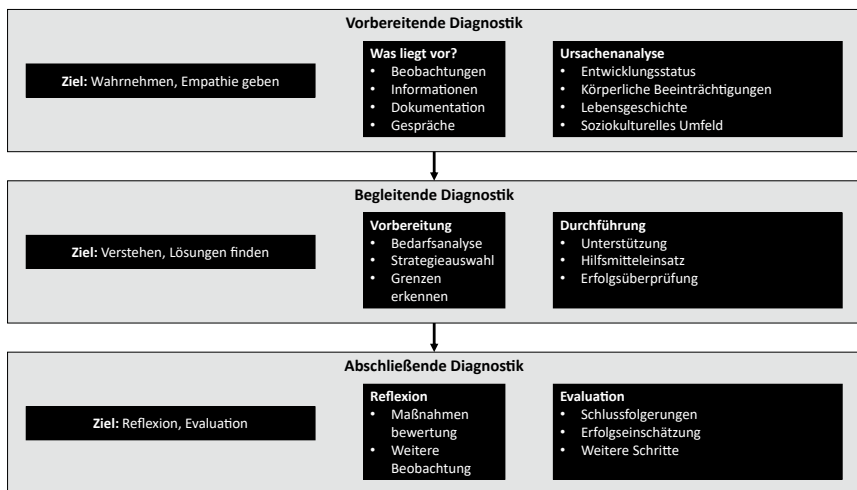 Vorbereitende Diagnostik
Ziel: Wahrnehmen, Empathie geben
Was liegt vor?
• Beobachtungen
• Informationen
• Dokumentation
• Gespräche
Ursachenanalyse
• Entwicklungsstatus
• Körperliche Beeinträchtigungen
• Lebensgeschichte
• Soziokulturelles Umfeld
Begleitende Diagnostik
Ziel: Verstehen, Lösungen finden
Vorbereitung
• Bedarfsanalyse
• Strategieauswahl
• Grenzen
erkennen
Durchführung
• Unterstützung
• Hilfsmitteleinsatz
• Erfolgsüberprüfung
Abschließende Diagnostik
Ziel: Reflexion, Evaluation
Reflexion
• Maßnahmen
bewertung
• Weitere
Beobachtung
Evaluation
• Schlussfolgerungen
• Erfolgseinschätzung
• Weitere Schritte